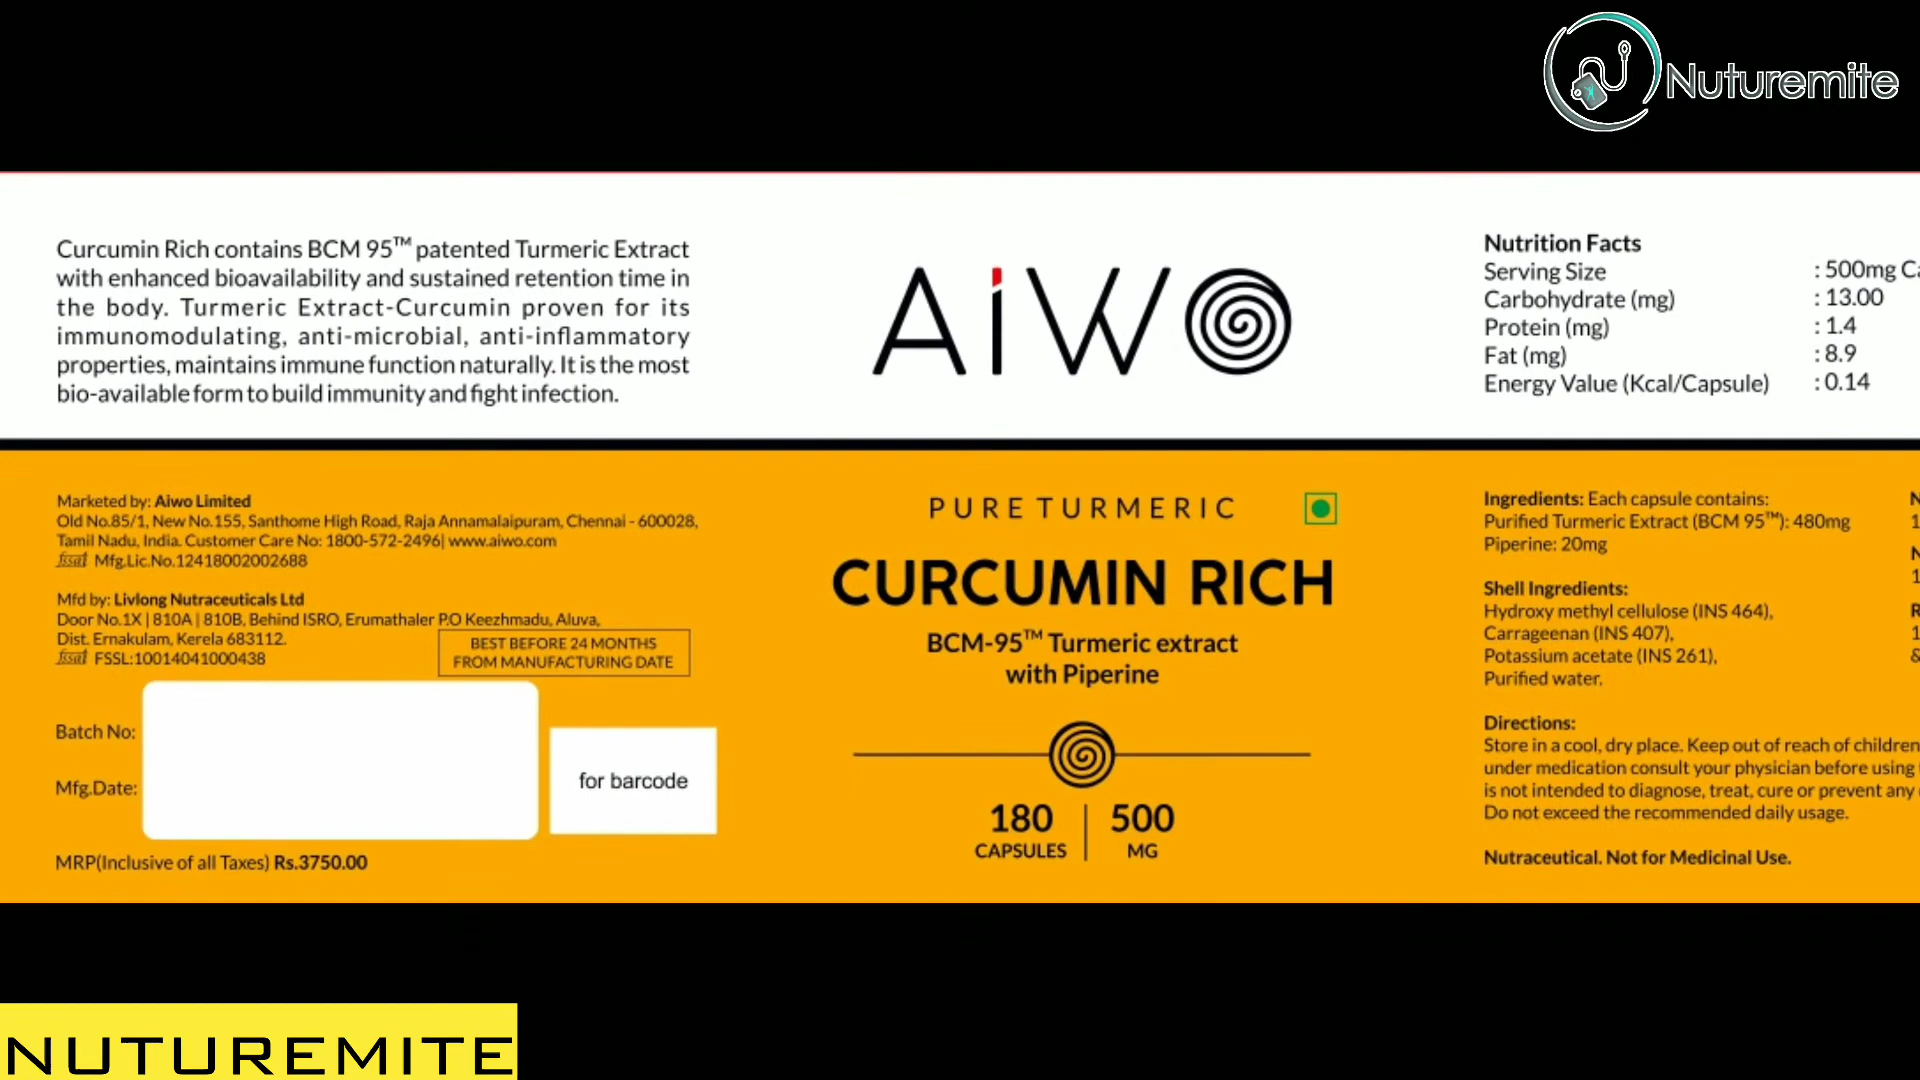 Nuturemite
Curcumin Rich contains BCM 95™ patented Turmeric Extract
with enhanced bioavailability and sustained retention time in
the body. Turmeric Extract-Curcumin proven for its
immunomodulating, anti-microbial, anti-inflammatory
properties, maintains immune function naturally. It is the most
bio-available form to build immunity and fight infection.
AiWO
Nutrition Facts
Serving Size : 500mg Ca
Carbohydrate (mg) : 13.00
Protein (mg) : 1.4
Fat (mg) : 8.9
Energy Value (Kcal/Capsule) : 0.14
Marketed by: Aiwo Limited
Old No.85/1, New No.155, Santhome High Road, Raja Annamalaipuram, Chennai - 600028,
Tamil Nadu, India. Customer Care No: 1800-572-2496| www.aiwo.com
fssai Mfg.Lic.No.12418002002688
Mfd by: Livlong Nutraceuticals Ltd
Door No.1X | 810A | 810B, Behind ISRO, Erumathaler P.O Keezhmadu, Aluva,
Dist. Ernakulam, Kerela 683112.
fssai FSSL:10014041000438
BEST BEFORE 24 MONTHS
FROM MANUFACTURING DATE
Batch No:
Mfg.Date:
for barcode
MRP(Inclusive of all Taxes) Rs.3750.00
PURE TURMERIC
CURCUMIN RICH
BCM-95™ Turmeric extract
with Piperine
180 | 500
CAPSULES MG
Ingredients: Each capsule contains:
Purified Turmeric Extract (BCM 95™): 480mg
Piperine: 20mg
Shell Ingredients:
Hydroxy methyl cellulose (INS 464),
Carrageenan (INS 407),
Potassium acetate (INS 261),
Purified water.
Directions:
Store in a cool, dry place. Keep out of reach of children
under medication consult your physician before using
is not intended to diagnose, treat, cure or prevent any
Do not exceed the recommended daily usage.
Nutraceutical. Not for Medicinal Use.
N
1
N
1
R
1
&
NUTUREMITE